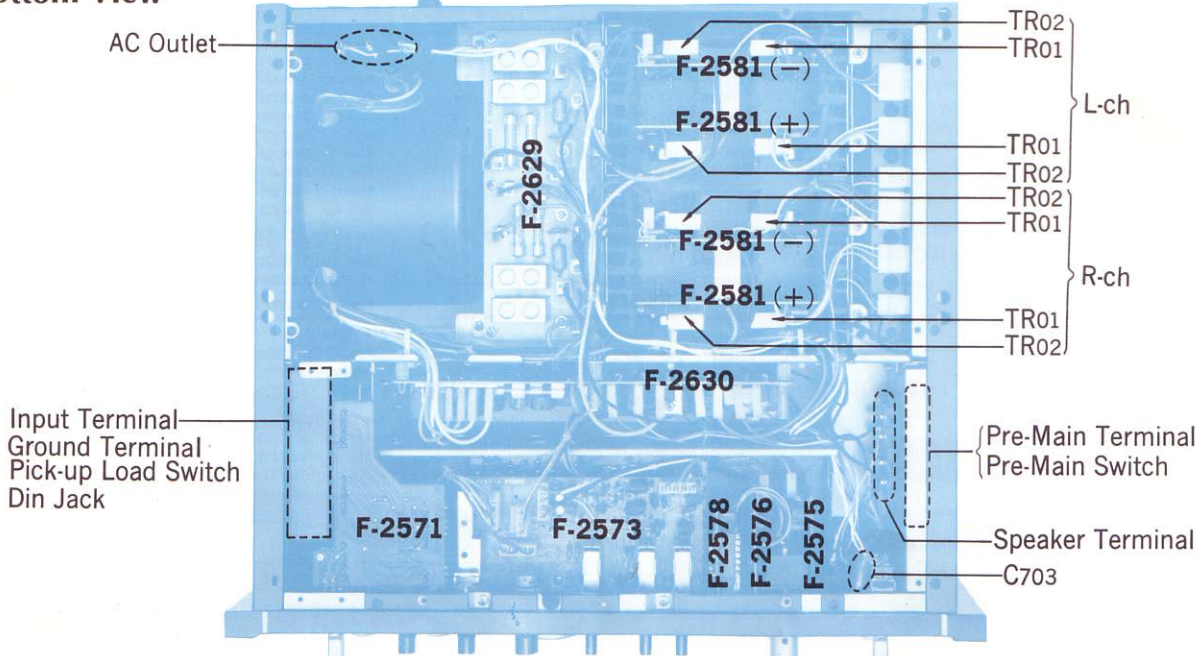 Bottom View
AC Outlet
TR02
TR01
F-2581 (−)
L-ch
F-2581 (+)
TR01
TR02
F-2629
TR02
TR01
F-2581 (−)
R-ch
F-2581 (+)
TR01
TR02
F-2630
Input Terminal
Ground Terminal
Pick-up Load Switch
Din Jack
Pre-Main Terminal
Pre-Main Switch
F-2571
F-2573
F-2578
F-2576
F-2575
Speaker Terminal
C703